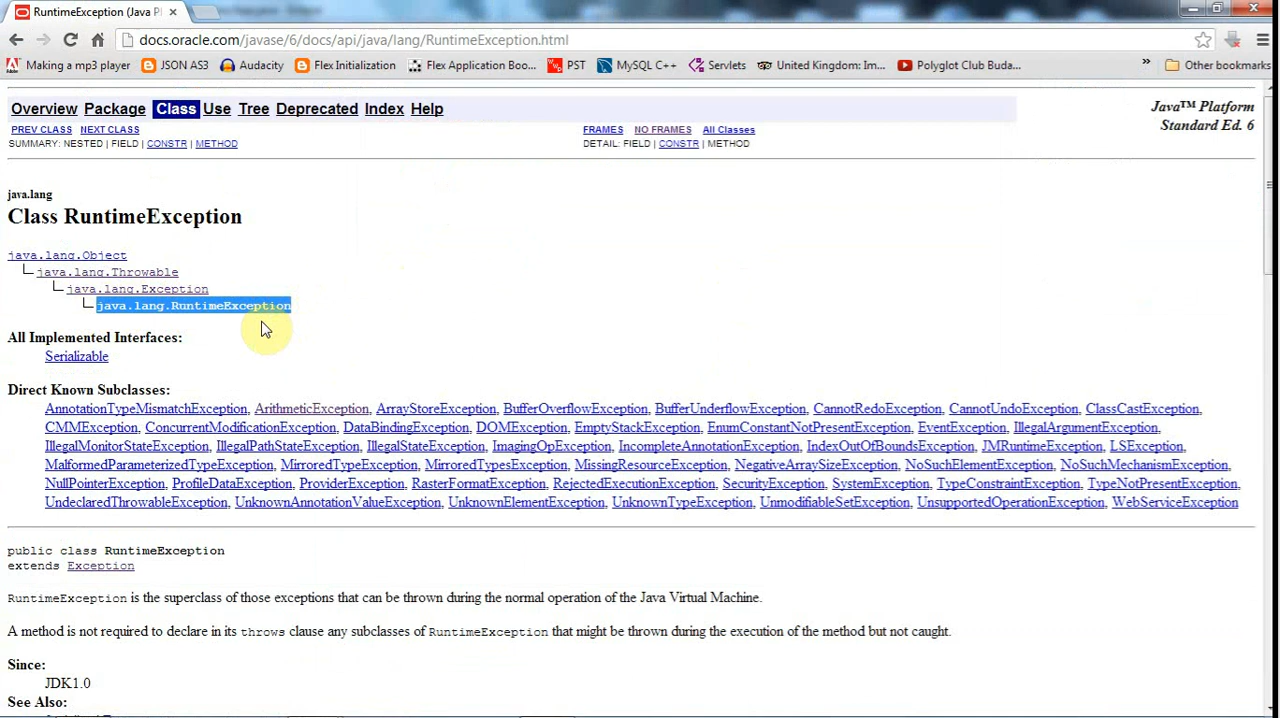 RuntimeException (Java P
docs.oracle.com/javase/6/docs/api/java/lang/RuntimeException.html
Making a mp3 player JSON AS3 Audacity Flex Initialization Flex Application Boo... PST MySQL C++ Servlets United Kingdom: Im... Polyglot Club Buda... » Other bookmarks
Overview Package Class Use Tree Deprecated Index Help
Java™ Platform
Standard Ed. 6
PREV CLASS NEXT CLASS
FRAMES NO FRAMES All Classes
SUMMARY: NESTED | FIELD | CONSTR | METHOD
DETAIL: FIELD | CONSTR | METHOD
java.lang
Class RuntimeException
java.lang.Object
java.lang.Throwable
java.lang.Exception
java.lang.RuntimeException
All Implemented Interfaces:
Serializable
Direct Known Subclasses:
AnnotationTypeMismatchException, ArithmeticException, ArrayStoreException, BufferOverflowException, BufferUnderflowException, CannotRedoException, CannotUndoException, ClassCastException,
CMMException, ConcurrentModificationException, DataBindingException, DOMException, EmptyStackException, EnumConstantNotPresentException, EventException, IllegalArgumentException,
IllegalMonitorStateException, IllegalPathStateException, IllegalStateException, ImagingOpException, IncompleteAnnotationException, IndexOutOfBoundsException, JMRuntimeException, LSException,
MalformedParameterizedTypeException, MirroredTypeException, MirroredTypesException, MissingResourceException, NegativeArraySizeException, NoSuchElementException, NoSuchMechanismException,
NullPointerException, ProfileDataException, ProviderException, RasterFormatException, RejectedExecutionException, SecurityException, SystemException, TypeConstraintException, TypeNotPresentException,
UndeclaredThrowableException, UnknownAnnotationValueException, UnknownElementException, UnknownTypeException, UnmodifiableSetException, UnsupportedOperationException, WebServiceException
public class RuntimeException
extends Exception
RuntimeException is the superclass of those exceptions that can be thrown during the normal operation of the Java Virtual Machine.
A method is not required to declare in its throws clause any subclasses of RuntimeException that might be thrown during the execution of the method but not caught.
Since:
JDK1.0
See Also: